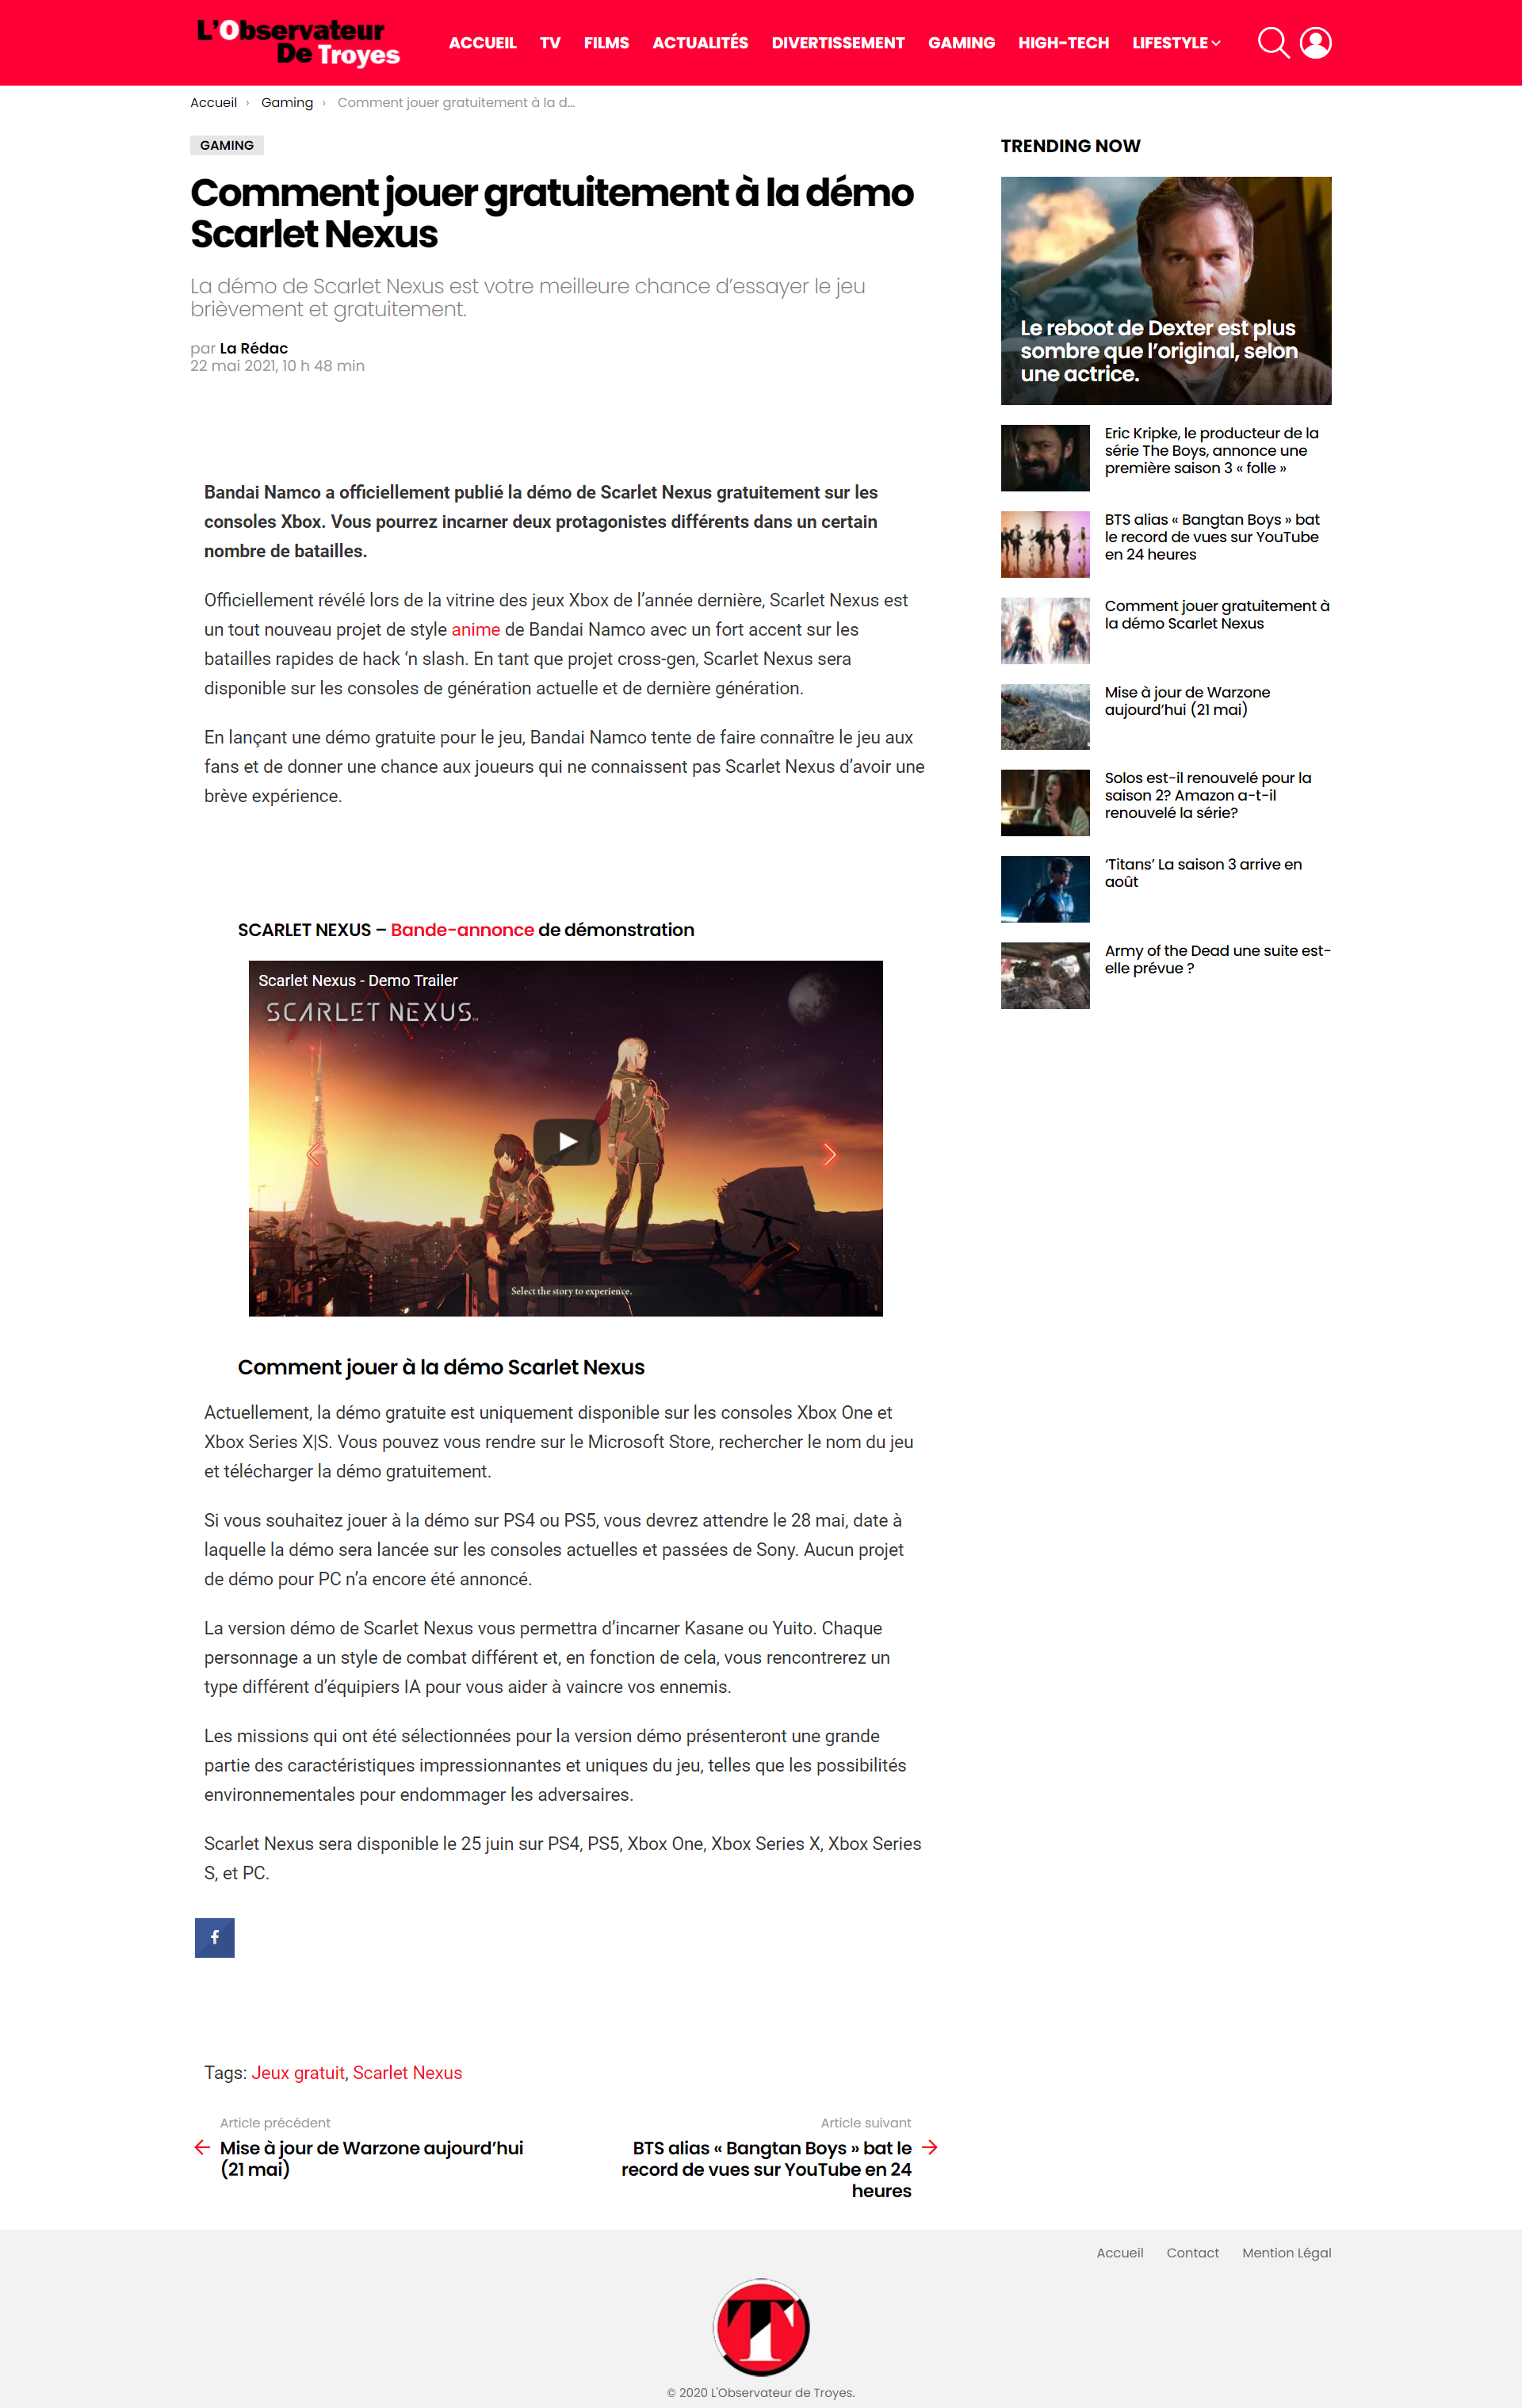 L'Observateur
De Troyes
ACCUEIL TV FILMS ACTUALITÉS DIVERTISSEMENT GAMING HIGH-TECH LIFESTYLE
Accueil › Gaming › Comment jouer gratuitement à la d...
GAMING
Comment jouer gratuitement à la démo
Scarlet Nexus
La démo de Scarlet Nexus est votre meilleure chance d’essayer le jeu
brièvement et gratuitement.
par La Rédac
22 mai 2021, 10 h 48 min
Bandai Namco a officiellement publié la démo de Scarlet Nexus gratuitement sur les
consoles Xbox. Vous pourrez incarner deux protagonistes différents dans un certain
nombre de batailles.
Officiellement révélé lors de la vitrine des jeux Xbox de l’année dernière, Scarlet Nexus est
un tout nouveau projet de style anime de Bandai Namco avec un fort accent sur les
batailles rapides de hack ‘n slash. En tant que projet cross-gen, Scarlet Nexus sera
disponible sur les consoles de génération actuelle et de dernière génération.
En lançant une démo gratuite pour le jeu, Bandai Namco tente de faire connaître le jeu aux
fans et de donner une chance aux joueurs qui ne connaissent pas Scarlet Nexus d’avoir une
brève expérience.
SCARLET NEXUS – Bande-annonce de démonstration
Scarlet Nexus - Demo Trailer
SCARLET NEXUS™
Select the story to experience.
Comment jouer à la démo Scarlet Nexus
Actuellement, la démo gratuite est uniquement disponible sur les consoles Xbox One et
Xbox Series X|S. Vous pouvez vous rendre sur le Microsoft Store, rechercher le nom du jeu
et télécharger la démo gratuitement.
Si vous souhaitez jouer à la démo sur PS4 ou PS5, vous devrez attendre le 28 mai, date à
laquelle la démo sera lancée sur les consoles actuelles et passées de Sony. Aucun projet
de démo pour PC n’a encore été annoncé.
La version démo de Scarlet Nexus vous permettra d’incarner Kasane ou Yuito. Chaque
personnage a un style de combat différent et, en fonction de cela, vous rencontrerez un
type différent d’équipiers IA pour vous aider à vaincre vos ennemis.
Les missions qui ont été sélectionnées pour la version démo présenteront une grande
partie des caractéristiques impressionnantes et uniques du jeu, telles que les possibilités
environnementales pour endommager les adversaires.
Scarlet Nexus sera disponible le 25 juin sur PS4, PS5, Xbox One, Xbox Series X, Xbox Series
S, et PC.
f
Tags: Jeux gratuit, Scarlet Nexus
Article précédent
Mise à jour de Warzone aujourd’hui
(21 mai)
Article suivant
BTS alias « Bangtan Boys » bat le
record de vues sur YouTube en 24
heures
TRENDING NOW
Le reboot de Dexter est plus
sombre que l’original, selon
une actrice.
Eric Kripke, le producteur de la
série The Boys, annonce une
première saison 3 « folle »
BTS alias « Bangtan Boys » bat
le record de vues sur YouTube
en 24 heures
Comment jouer gratuitement à
la démo Scarlet Nexus
Mise à jour de Warzone
aujourd’hui (21 mai)
Solos est-il renouvelé pour la
saison 2? Amazon a-t-il
renouvelé la série?
‘Titans’ La saison 3 arrive en
août
Army of the Dead une suite est-
elle prévue ?
Accueil Contact Mention Légal
T
© 2020 L'Observateur de Troyes.